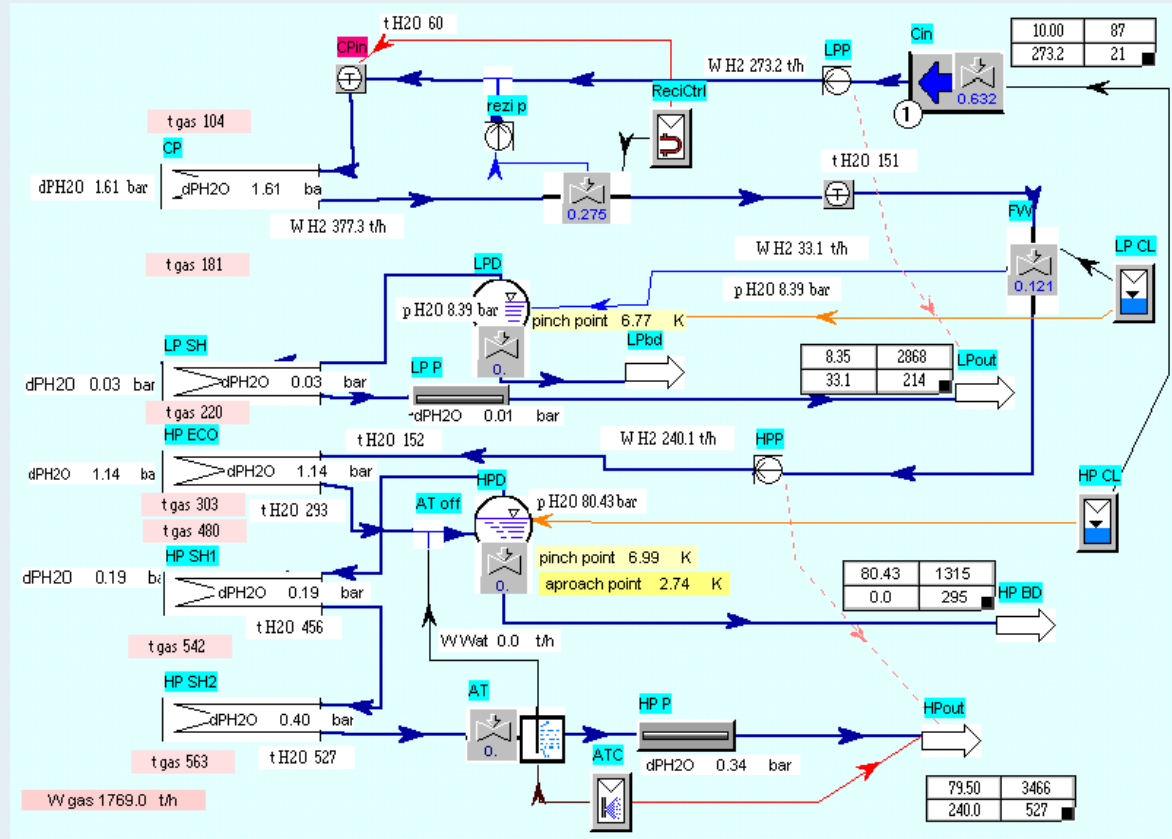 t H2O 60
CPin
LPP
Cin
10.00 87
273.2 21
W H2 273.2 t/h
ReciCtrl
0.632
1
rezi p
t gas 104
CP
t H2O 151
dPH2O 1.61 bar
dPH2O 1.61 ba
0.275
FW
W H2 377.3 t/h
W H2 33.1 t/h
LP CL
t gas 181
LPD
0.121
p H2O 8.39 bar
p H2O 8.39 bar
pinch point 6.77 K
LP SH
LPbd
8.35 2868
33.1 214
LPout
0.
dPH2O 0.03 bar
dPH2O 0.03 bar
LP P
t gas 220
dPH2O 0.01 bar
HP ECO
t H2O 152
W H2 240.1 t/h
HPP
dPH2O 1.14 ba
dPH2O 1.14 bar
HPD
HP CL
t gas 303
t H2O 293
AT off
p H2O 80.43 bar
t gas 480
HP SH1
pinch point 6.99 K
0.
aproach point 2.74 K
dPH2O 0.19 ba
dPH2O 0.19 bar
80.43 1315
0.0 295
HP BD
t H2O 456
t gas 542
W Wat 0.0 t/h
HP SH2
AT
HP P
HPout
dPH2O 0.40 bar
0.
t H2O 527
ATC
dPH2O 0.34 bar
t gas 563
79.50 3466
240.0 527
W gas 1769.0 t/h